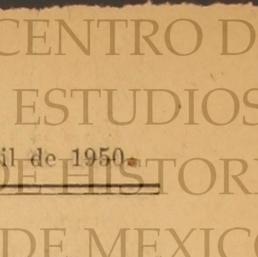 CENTRO D
ESTUDIOS
il de 1950.
DE HISTOR
DE MEXICO